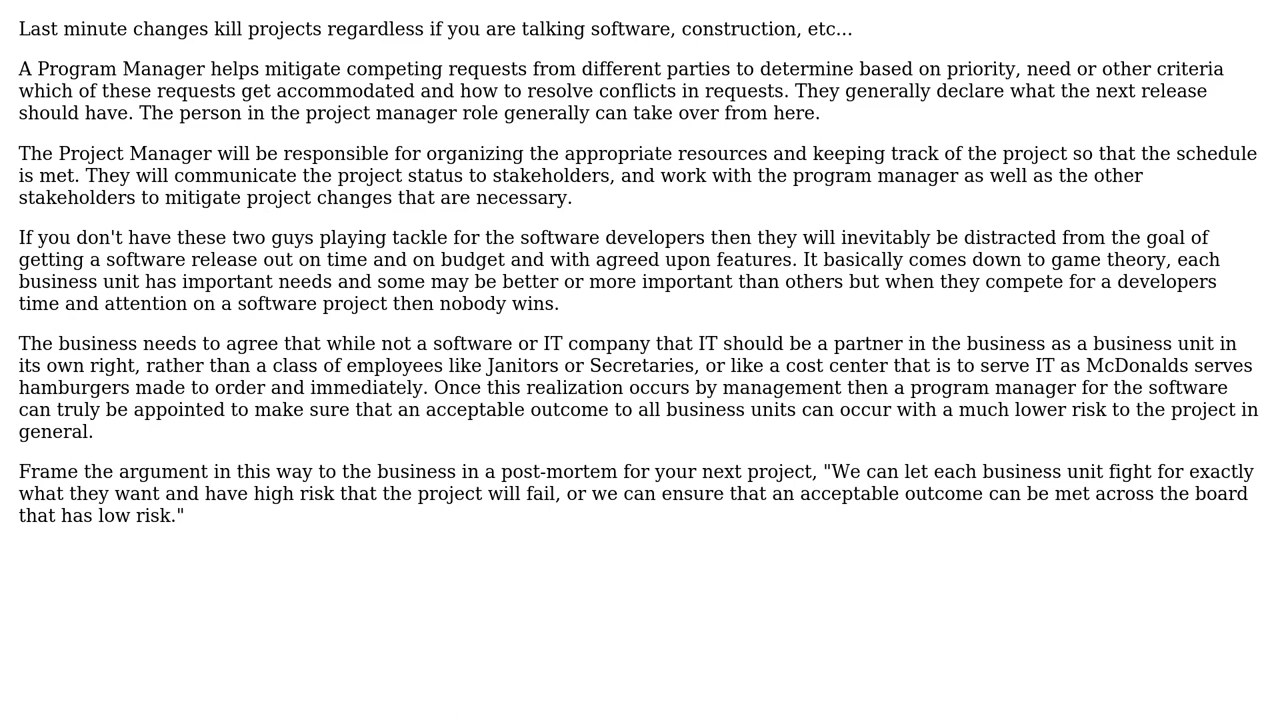 Last minute changes kill projects regardless if you are talking software, construction, etc...
A Program Manager helps mitigate competing requests from different parties to determine based on priority, need or other criteria
which of these requests get accommodated and how to resolve conflicts in requests. They generally declare what the next release
should have. The person in the project manager role generally can take over from here.
The Project Manager will be responsible for organizing the appropriate resources and keeping track of the project so that the schedule
is met. They will communicate the project status to stakeholders, and work with the program manager as well as the other
stakeholders to mitigate project changes that are necessary.
If you don't have these two guys playing tackle for the software developers then they will inevitably be distracted from the goal of
getting a software release out on time and on budget and with agreed upon features. It basically comes down to game theory, each
business unit has important needs and some may be better or more important than others but when they compete for a developers
time and attention on a software project then nobody wins.
The business needs to agree that while not a software or IT company that IT should be a partner in the business as a business unit in
its own right, rather than a class of employees like Janitors or Secretaries, or like a cost center that is to serve IT as McDonalds serves
hamburgers made to order and immediately. Once this realization occurs by management then a program manager for the software
can truly be appointed to make sure that an acceptable outcome to all business units can occur with a much lower risk to the project in
general.
Frame the argument in this way to the business in a post-mortem for your next project, "We can let each business unit fight for exactly
what they want and have high risk that the project will fail, or we can ensure that an acceptable outcome can be met across the board
that has low risk."